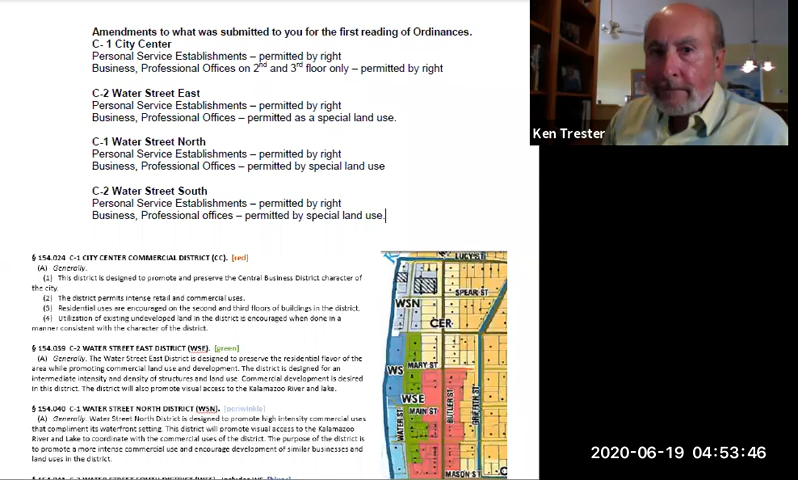 Amendments to what was submitted to you for the first reading of Ordinances.
C- 1 City Center
Personal Service Establishments – permitted by right
Business, Professional Offices on 2nd and 3rd floor only – permitted by right
C-2 Water Street East
Personal Service Establishments – permitted by right
Business, Professional Offices – permitted as a special land use.
C-1 Water Street North
Personal Service Establishments – permitted by right
Business, Professional Offices – permitted by special land use
C-2 Water Street South
Personal Service Establishments – permitted by right
Business, Professional offices – permitted by special land use.
§ 154.024 C-1 CITY CENTER COMMERCIAL DISTRICT (CC). [red]
(A) Generally.
(1) This district is designed to promote and preserve the Central Business District character of
the city.
(2) The district permits intense retail and commercial uses.
(3) Residential uses are encouraged on the second and third floors of buildings in the district.
(4) Utilization of existing undeveloped land in the district is encouraged when done in a
manner consistent with the character of the district.
§ 154.039 C-2 WATER STREET EAST DISTRICT (WSE). [green]
(A) Generally. The Water Street East District is designed to preserve the residential flavor of the
area while promoting commercial land use and development. The district is designed for an
intermediate intensity and density of structures and land use. Commercial development is desired
in this district. The district will also promote visual access to the Kalamazoo River and lake.
§ 154.040 C-1 WATER STREET NORTH DISTRICT (WSN). [periwinkle]
(A) Generally. Water Street North District is designed to promote high intensity commercial uses
that compliment its waterfront setting. This district will promote visual access to the Kalamazoo
River and Lake to coordinate with the commercial uses of the district. The purpose of the district is
to promote a more intense commercial use and encourage development of similar businesses and
land uses in the district.
LUCY ST
SPEAR ST
WSN
CER
MARY ST
WS
WSE
MAIN ST
WATER ST
BUTLER ST
GRIFFITH ST
MASON ST
Ken Trester
2020-06-19 04:53:46